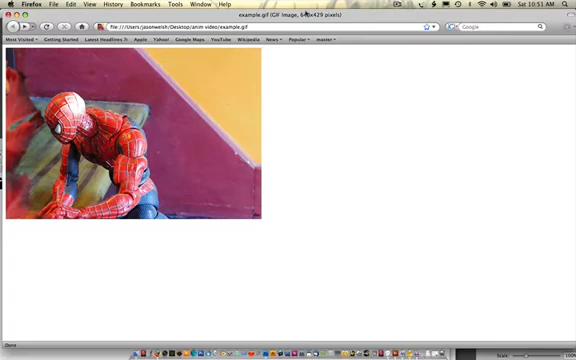 Firefox File Edit View History Bookmarks Tools Window Help Sat 10:51 AM
example.gif (GIF Image, 640x429 pixels)
file:///Users/jasonwelsh/Desktop/anim video/example.gif Google
Most Visited Getting Started Latest Headlines Apple Yahoo! Google Maps YouTube Wikipedia News Popular master
Done
Scale: